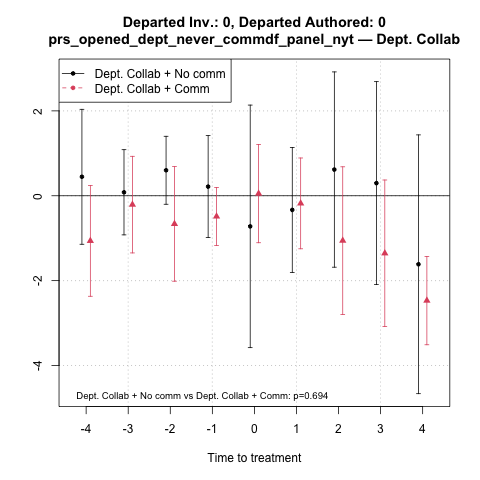 Departed Inv.: 0, Departed Authored: 0
prs_opened_dept_never_commdf_panel_nyt — Dept. Collab
Dept. Collab + No comm
Dept. Collab + Comm
2
0
-2
-4
Dept. Collab + No comm vs Dept. Collab + Comm: p=0.694
-4 -3 -2 -1 0 1 2 3 4
Time to treatment